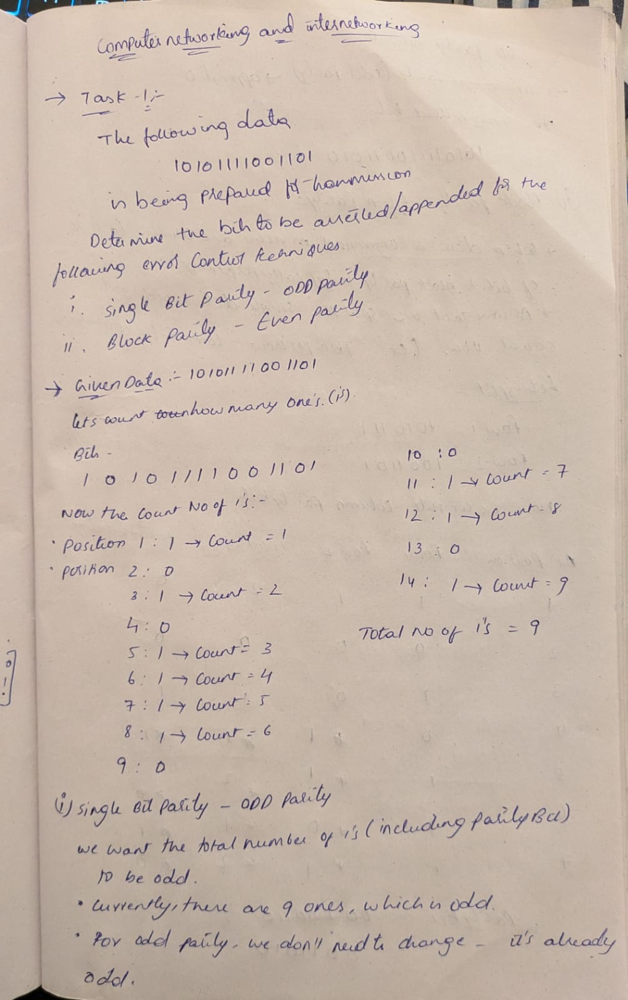 Computer networking and internetworking
→ Task -1:-
The following data
10101111001101
is being prepared for transmission
Determine the bits to be added/appended for the
following error Control techniques
i. Single Bit Parity - ODD parity
ii. Block Parity - Even parity
→ Given Data :- 10101111001101
lets count how many one's. (1's).
Bits -
1 0 1 0 1 1 1 1 0 0 1 1 0 1
Now the Count No of 1's :-
• Position 1 : 1 → Count = 1
• Position 2 : 0
3 : 1 → Count = 2
4 : 0
5 : 1 → Count = 3
6 : 1 → Count = 4
7 : 1 → Count = 5
8 : 1 → Count = 6
9 : 0
10 : 0
11 : 1 → Count = 7
12 : 1 → Count = 8
13 : 0
14 : 1 → Count = 9
Total no of 1's = 9
(i) Single Bit Parity - ODD Parity
we want the total number of 1's (including Parity Bit)
to be odd.
• Currently, there are 9 ones, which is odd.
• For odd parity, we don't need to change - it's already
odd.